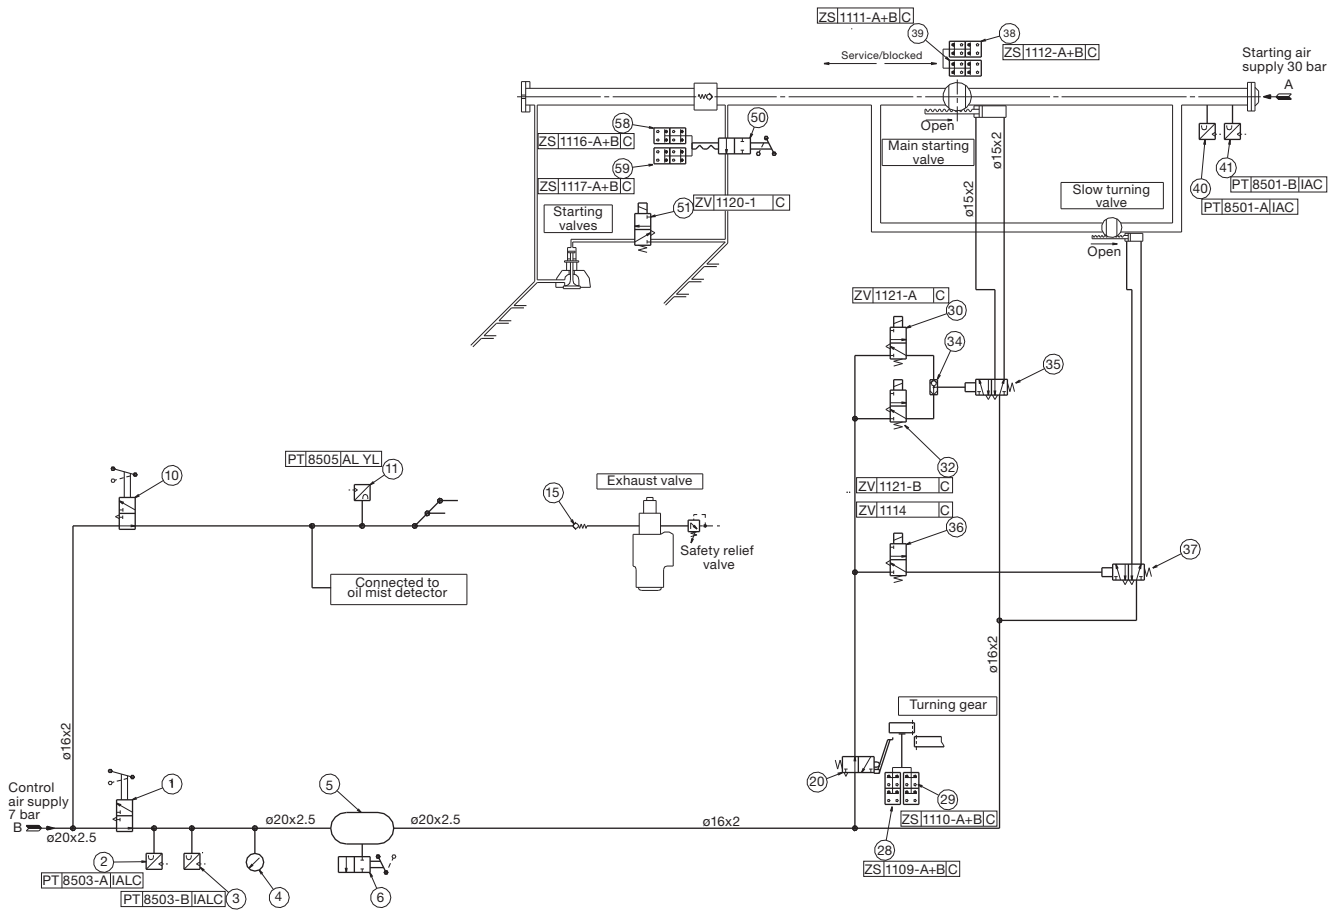 ZS 1111-A+B C
39
38
ZS 1112-A+B C
Service/blocked
Starting air
supply 30 bar
A
Open
Main starting
valve
ø15x2
ø15x2
58
ZS 1116-A+B C
50
59
ZS 1117-A+B C
51
ZV 1120-1 C
Starting
valves
41
PT 8501-B IAC
40
PT 8501-A IAC
Slow turning
valve
Open
ZV 1121-A C
30
34
35
32
ZV 1121-B C
ZV 1114 C
36
37
10
PT 8505 AL YL
11
15
Exhaust valve
Safety relief
valve
Connected to
oil mist detector
ø16x2
ø16x2
Turning gear
20
29
ZS 1110-A+B C
28
ZS 1109-A+B C
Control
air supply
7 bar
B
ø20x2.5
1
5
ø20x2.5
ø20x2.5
ø16x2
2
PT 8503-A IALC
PT 8503-B IALC
3
4
6